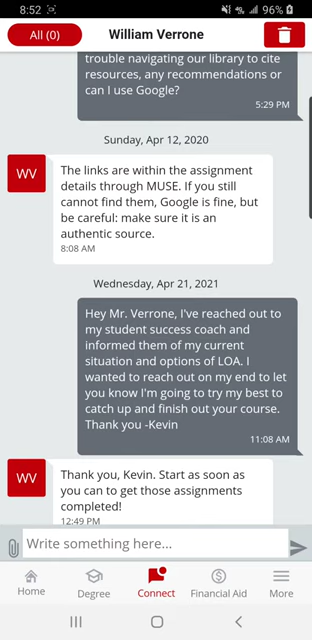 8:52 96%
All (0) William Verrone
trouble navigating our library to cite
resources, any recommendations or
can I use Google?
5:29 PM
Sunday, Apr 12, 2020
WV
The links are within the assignment
details through MUSE. If you still
cannot find them, Google is fine, but
be careful: make sure it is an
authentic source.
8:08 AM
Wednesday, Apr 21, 2021
Hey Mr. Verrone, I've reached out to
my student success coach and
informed them of my current
situation and options of LOA. I
wanted to reach out on my end to let
you know I'm going to try my best to
catch up and finish out your course.
Thank you -Kevin
11:08 AM
WV
Thank you, Kevin. Start as soon as
you can to get those assignments
completed!
12:49 PM
Write something here...
Home Degree Connect Financial Aid More